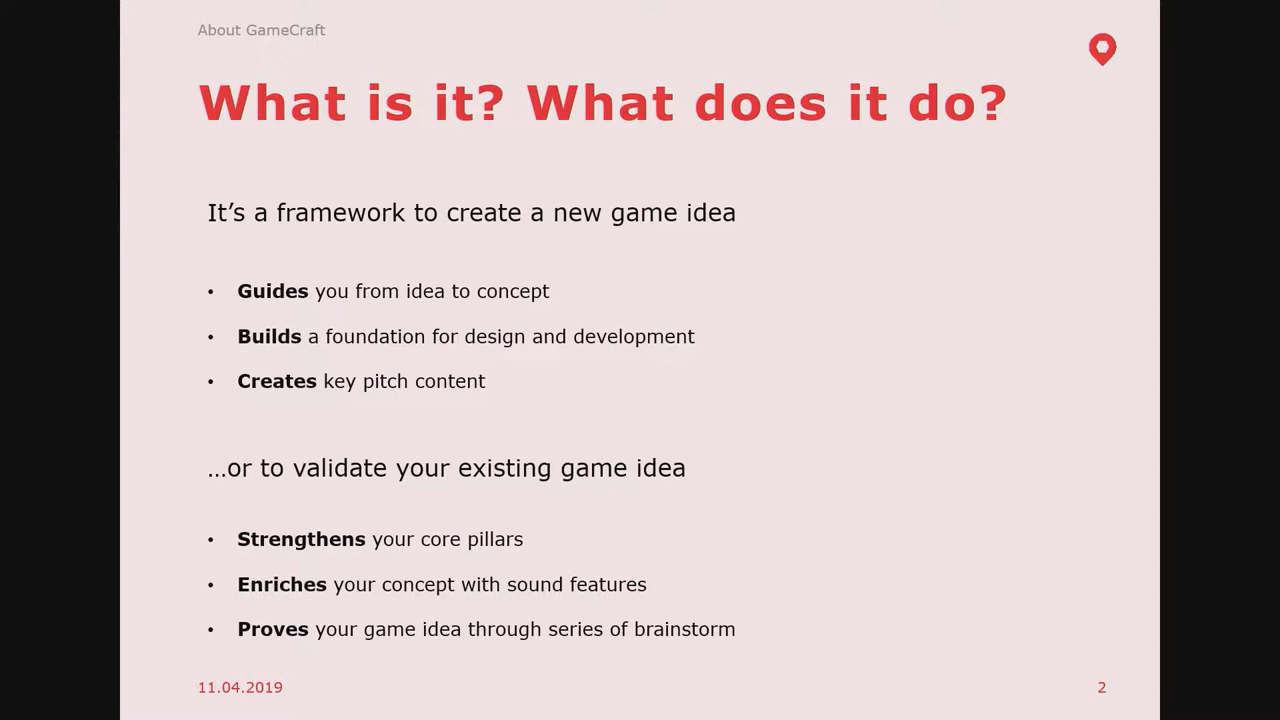 About GameCraft
What is it? What does it do?
It’s a framework to create a new game idea
• Guides you from idea to concept
• Builds a foundation for design and development
• Creates key pitch content
…or to validate your existing game idea
• Strengthens your core pillars
• Enriches your concept with sound features
• Proves your game idea through series of brainstorm
11.04.2019
2